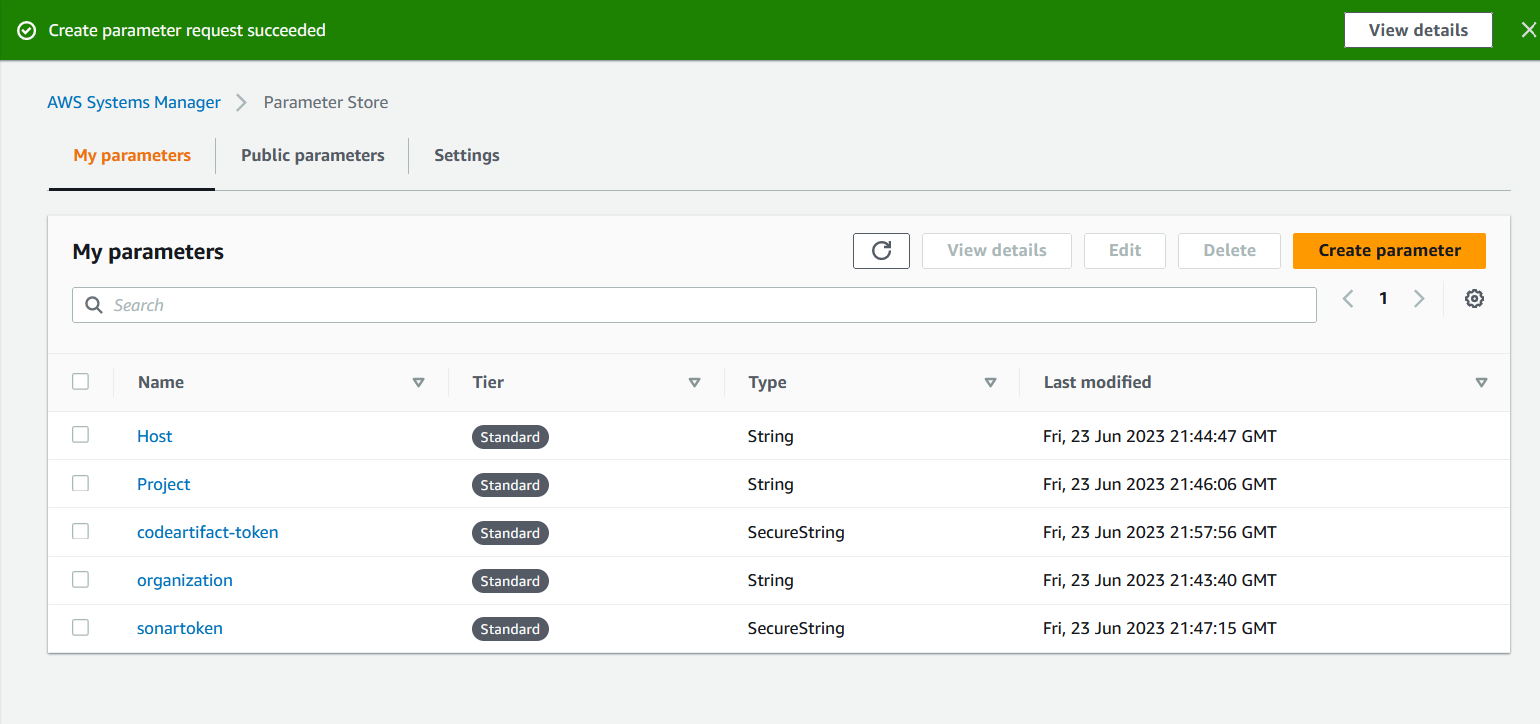 Create parameter request succeeded View details
AWS Systems Manager Parameter Store
My parameters Public parameters Settings
My parameters View details Edit Delete Create parameter
Search 1
Name Tier Type Last modified
Host Standard String Fri, 23 Jun 2023 21:44:47 GMT
Project Standard String Fri, 23 Jun 2023 21:46:06 GMT
codeartifact-token Standard SecureString Fri, 23 Jun 2023 21:57:56 GMT
organization Standard String Fri, 23 Jun 2023 21:43:40 GMT
sonartoken Standard SecureString Fri, 23 Jun 2023 21:47:15 GMT